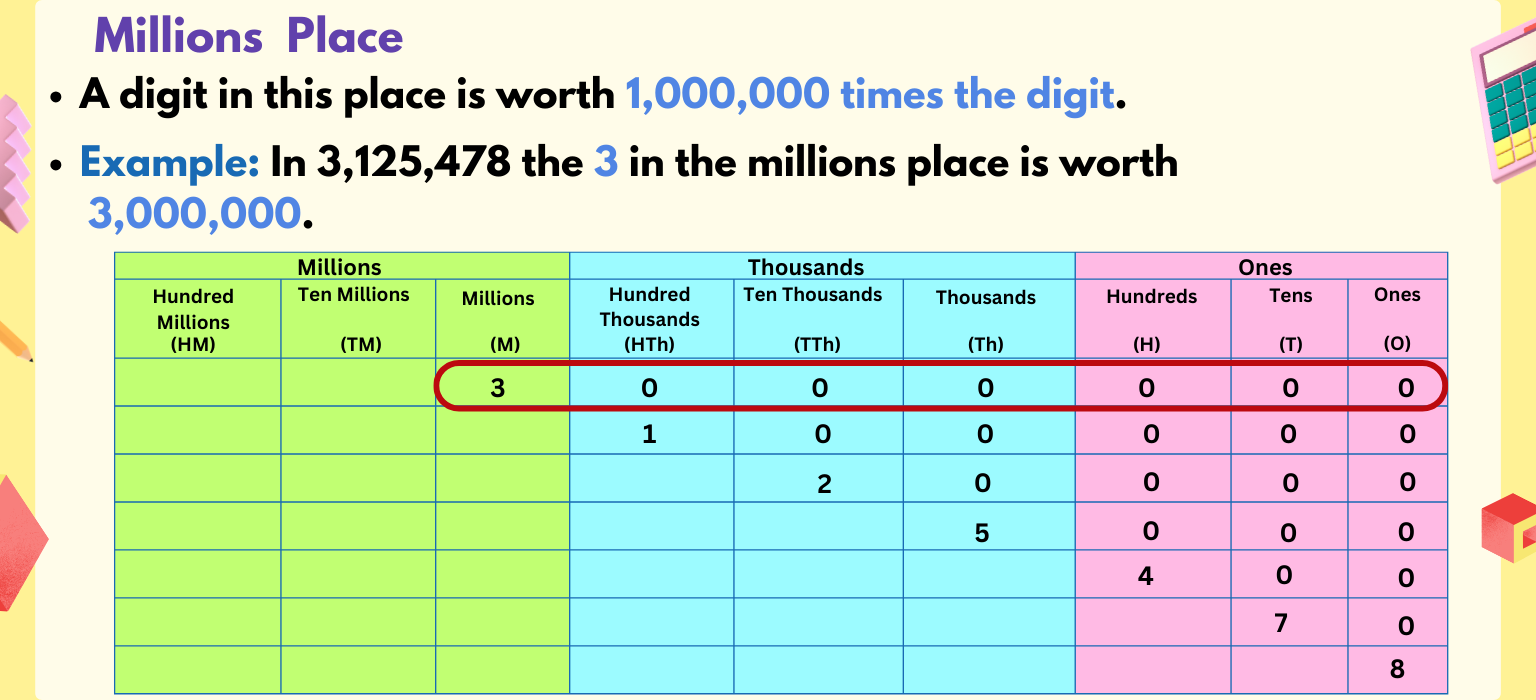 Millions Place
• A digit in this place is worth 1,000,000 times the digit.
• Example: In 3,125,478 the 3 in the millions place is worth
3,000,000.
Millions Thousands Ones
Hundred Millions (HM) Ten Millions (TM) Millions (M) Hundred Thousands (HTh) Ten Thousands (TTh) Thousands (Th) Hundreds (H) Tens (T) Ones (O)
3 0 0 0 0 0 0
1 0 0 0 0 0
2 0 0 0 0
5 0 0 0
4 0 0
7 0
8